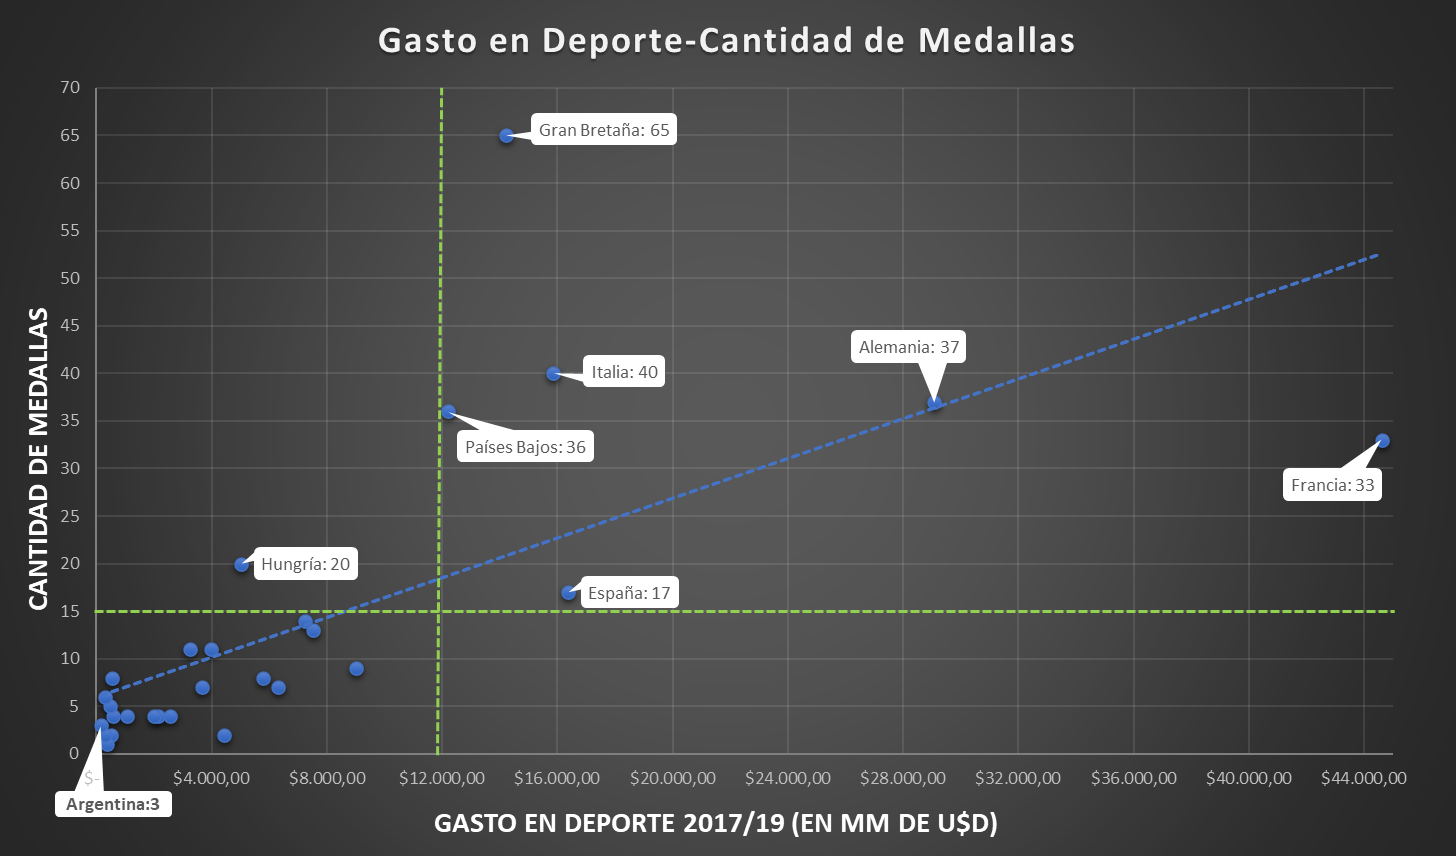 Gasto en Deporte-Cantidad de Medallas
70
65
60
55
50
45
40
35
30
25
20
15
10
5
0
CANTIDAD DE MEDALLAS
Gran Bretaña: 65
Alemania: 37
Italia: 40
Países Bajos: 36
Francia: 33
Hungría: 20
España: 17
Argentina:3
$-
$4.000,00
$8.000,00
$12.000,00
$16.000,00
$20.000,00
$24.000,00
$28.000,00
$32.000,00
$36.000,00
$40.000,00
$44.000,00
GASTO EN DEPORTE 2017/19 (EN MM DE U$D)